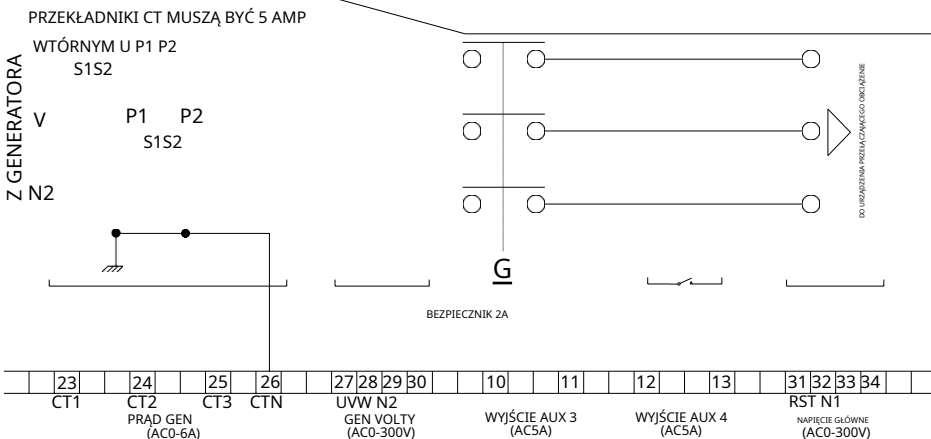 PRZEKŁADNIKI CT MUSZĄ BYĆ 5 AMP
WTÓRNYM U P1 P2
S1S2
Z GENERATORA
V
P1 P2
S1S2
N2
DO URZĄDZENIA PRZEŁĄCZAJĄCEGO OBCIĄŻENIE
G
BEZPIECZNIK 2A
23 24 25 26 27 28 29 30 10 11 12 13 31 32 33 34
CT1 CT2 CT3 CTN UVW N2 RST N1
PRĄD GEN
(AC0-6A)
GEN VOLTY
(AC0-300V)
WYJŚCIE AUX 3
(AC5A)
WYJŚCIE AUX 4
(AC5A)
NAPIĘCIE GŁÓWNE
(AC0-300V)